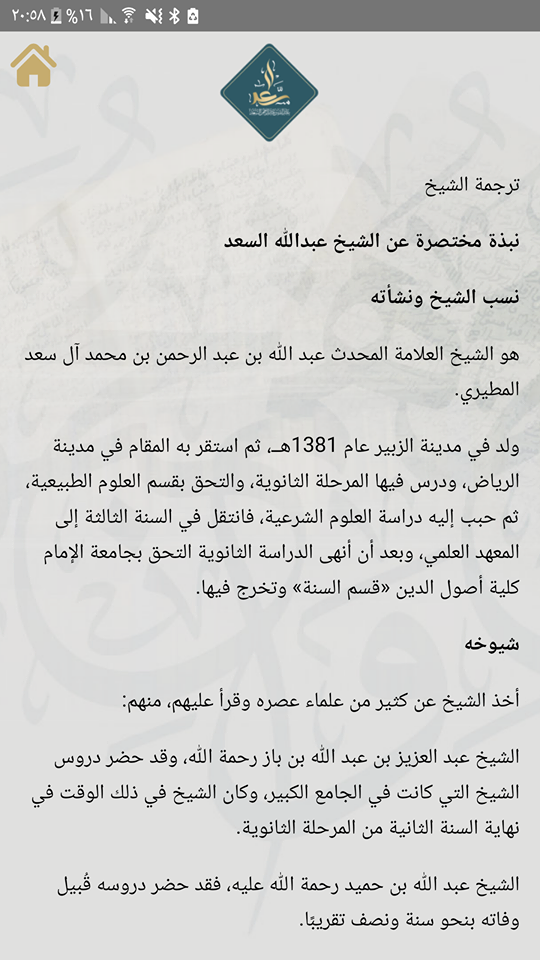 ٢٠:٥٨ %١٦
ترجمة الشيخ
نبذة مختصرة عن الشيخ عبدالله السعد
نسب الشيخ ونشأته
هو الشيخ العلامة المحدث عبد الله بن عبد الرحمن بن محمد آل سعد
المطيري.
ولد في مدينة الزبير عام 1381هـ، ثم استقر به المقام في مدينة
الرياض، ودرس فيها المرحلة الثانوية، والتحق بقسم العلوم الطبيعية،
ثم حبب إليه دراسة العلوم الشرعية، فانتقل في السنة الثالثة إلى
المعهد العلمي، وبعد أن أنهى الدراسة الثانوية التحق بجامعة الإمام
كلية أصول الدين «قسم السنة» وتخرج فيها.
شيوخه
أخذ الشيخ عن كثير من علماء عصره وقرأ عليهم، منهم:
الشيخ عبد العزيز بن عبد الله بن باز رحمة الله، وقد حضر دروس
الشيخ التي كانت في الجامع الكبير، وكان الشيخ في ذلك الوقت في
نهاية السنة الثانية من المرحلة الثانوية.
الشيخ عبد الله بن حميد رحمة الله عليه، فقد حضر دروسه قُبيل
وفاته بنحو سنة ونصف تقريبًا.